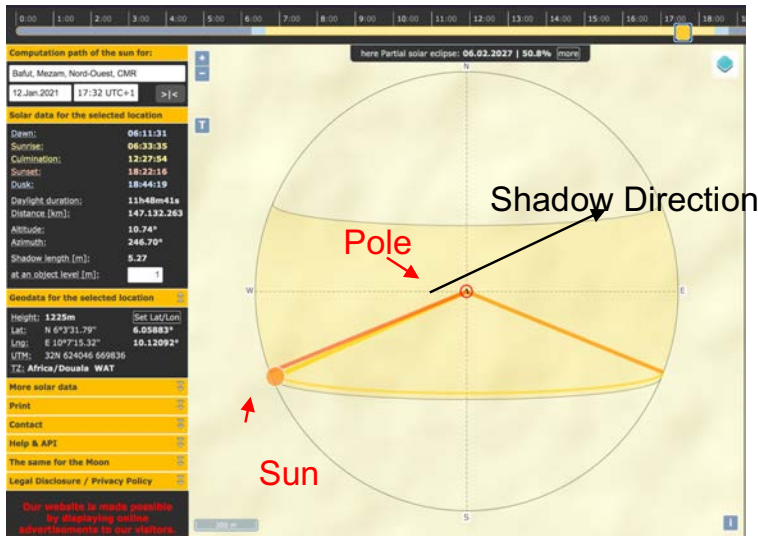 0:00 1:00 2:00 3:00 4:00 5:00 6:00 7:00 8:00 9:00 10:00 11:00 12:00 13:00 14:00 15:00 16:00 17:00 18:00 1
Computation path of the sun for:
Bafut, Mezam, Nord-Ouest, CMR
12.Jan.2021 17:32 UTC+1 >|<
Solar data for the selected location
Dawn: 06:11:31
Sunrise: 06:33:35
Culmination: 12:27:54
Sunset: 18:22:16
Dusk: 18:44:19
Daylight duration: 11h48m41s
Distance [km]: 147.132.263
Altitude: 10.74°
Azimuth: 246.70°
Shadow length [m]: 5.27
at an object level [m]: 1
Geodata for the selected location
Height: 1225m Set Lat/Lon
Lat: N 6°3'31.79" 6.05883°
Lng: E 10°7'15.32" 10.12092°
UTM: 32N 624046 669836
TZ: Africa/Douala WAT
More solar data
Print
Contact
Help & API
The same for the Moon
Legal Disclosure / Privacy Policy
Our website is made possible
by displaying online
advertisements to our visitors.
+
−
T
here Partial solar eclipse: 06.02.2027 | 50.8% more
N
Shadow Direction
Pole
W
E
Sun
S
200 m
i